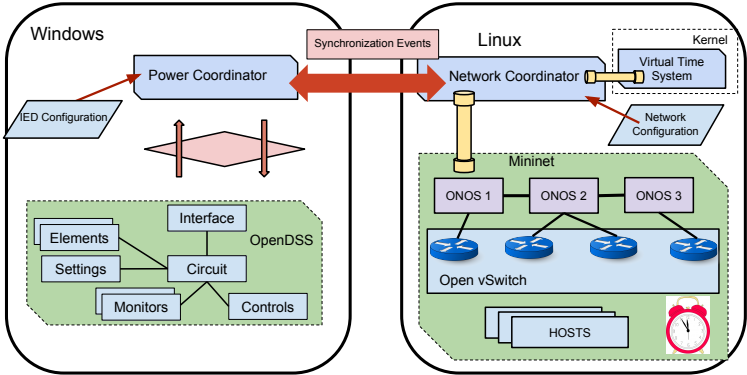 Windows
Synchronization Events
Linux
Kernel
Power Coordinator
Network Coordinator
Virtual Time
System
IED Configuration
Network
Configuration
Mininet
ONOS 1
ONOS 2
ONOS 3
Interface
OpenDSS
Elements
Settings
Circuit
Monitors
Controls
Open vSwitch
HOSTS